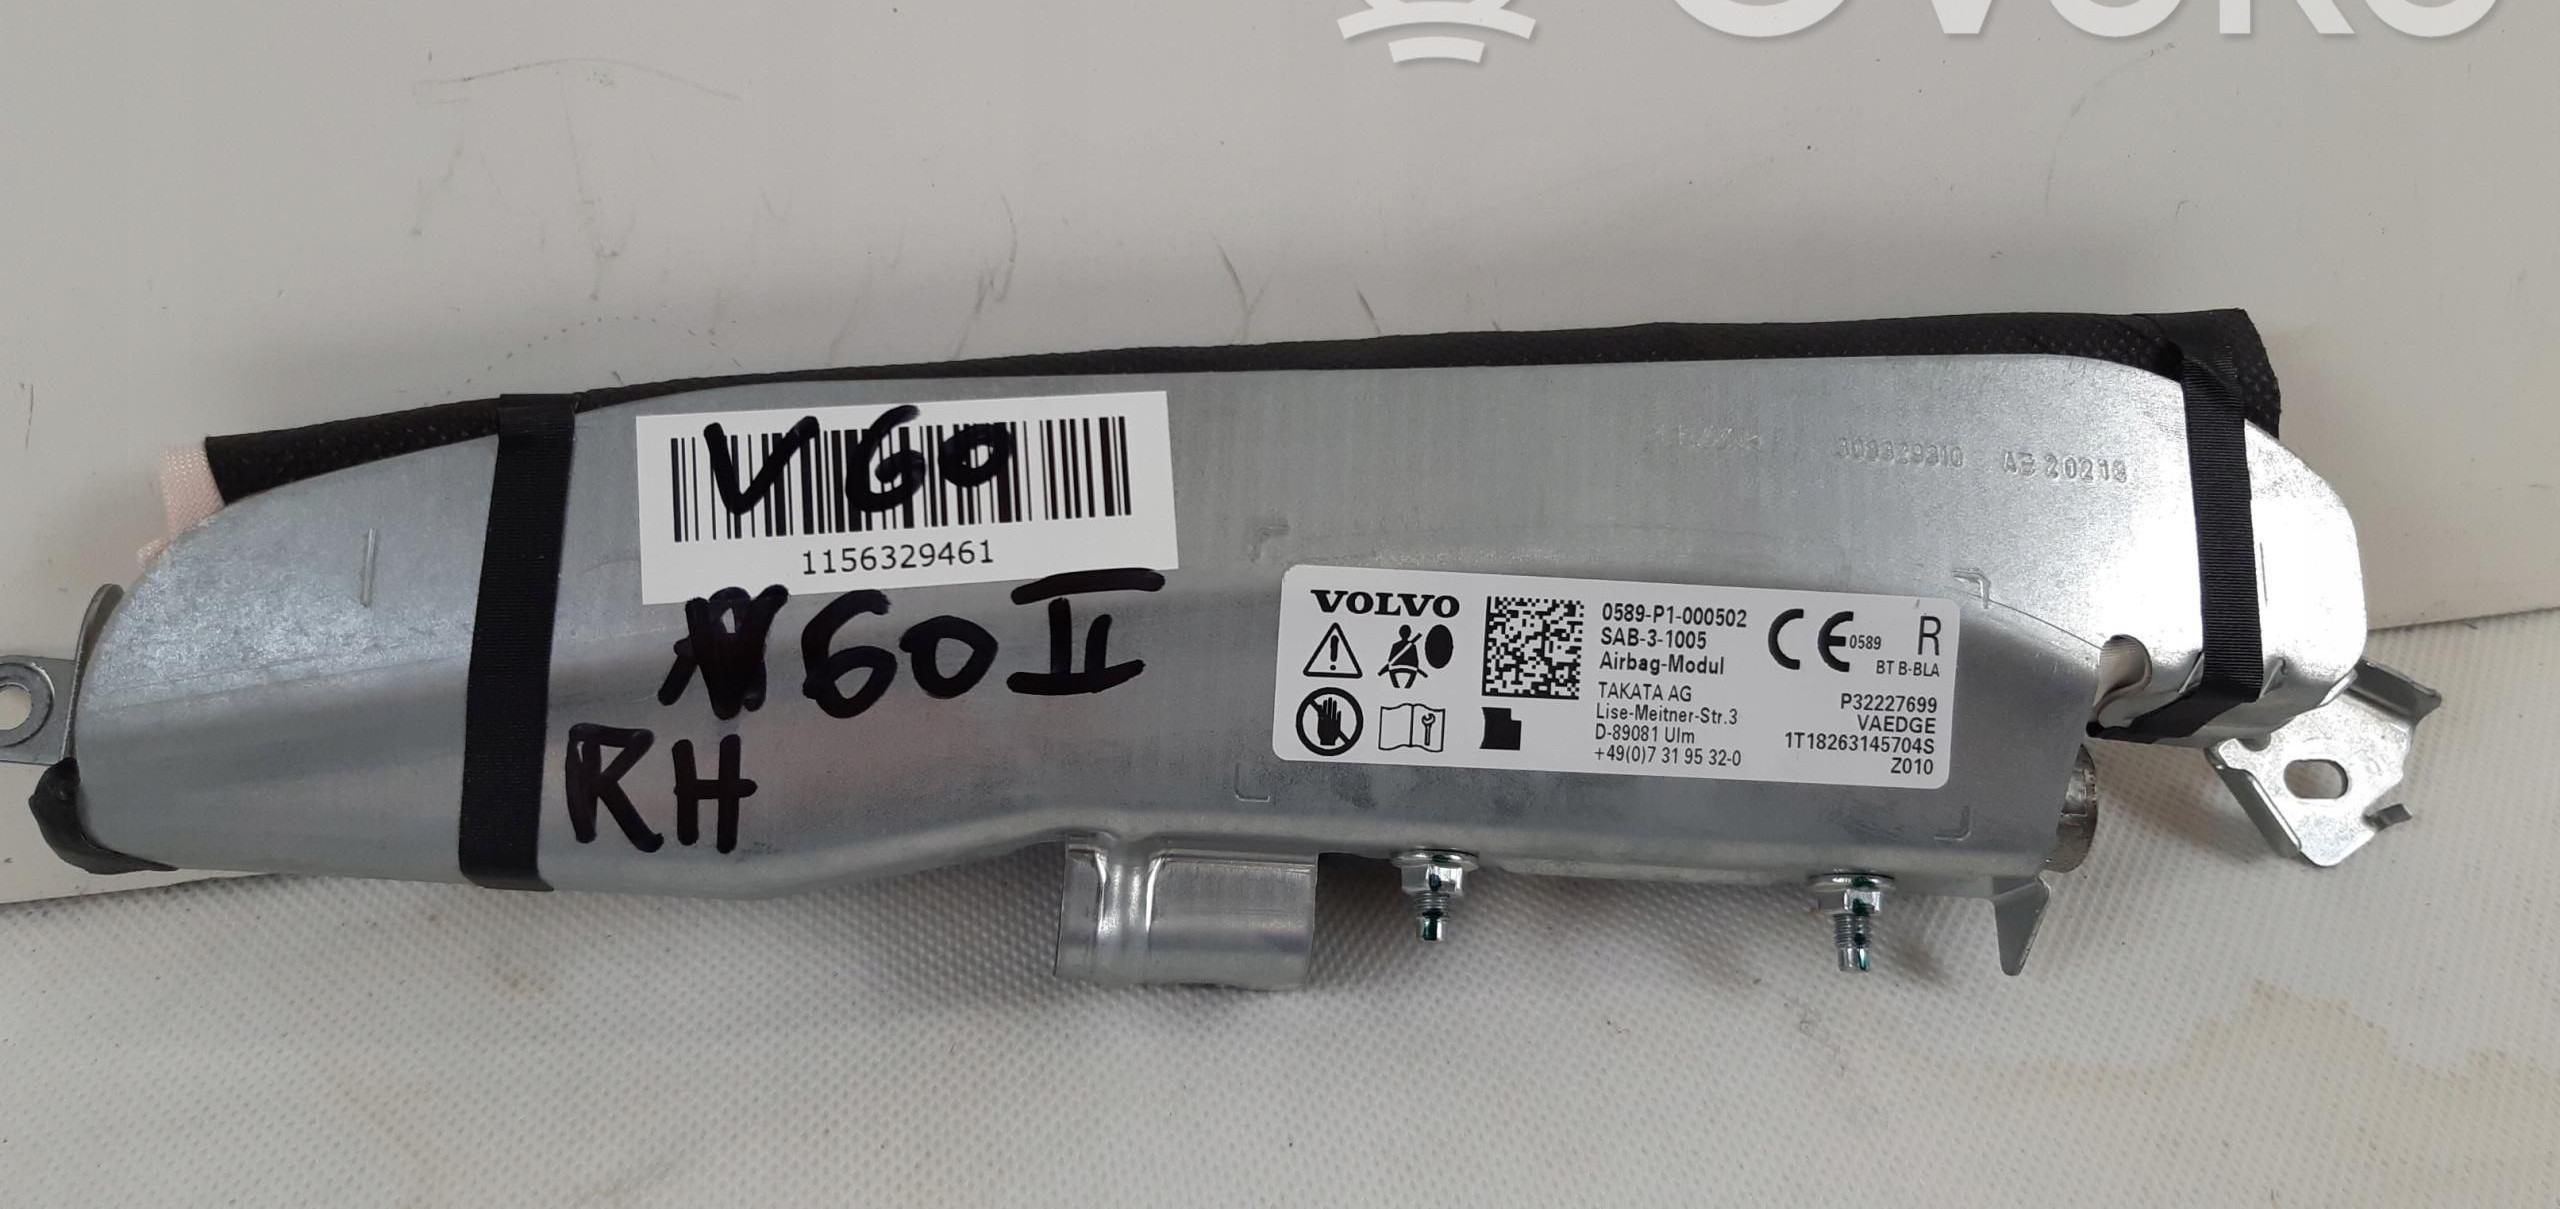 V60
1156329461
V60 II
RH
AB 20218
VOLVO
0589-P1-000502
SAB-3-1005
Airbag-Modul
TAKATA AG
Lise-Meitner-Str.3
D-89081 Ulm
+49(0)7 31 95 32-0
CE 0589
R
BT B-BLA
P32227699
VAEDGE
1T18263145704S
Z010